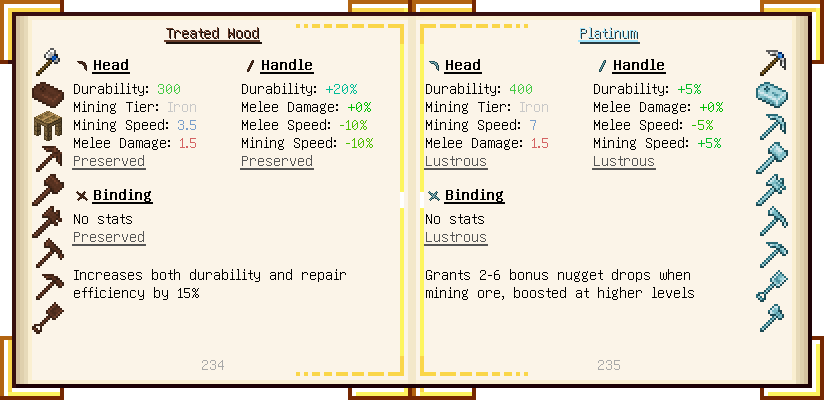 Treated Wood
Head
Durability: 300
Mining Tier: Iron
Mining Speed: 3.5
Melee Damage: 1.5
Preserved
Handle
Durability: +20%
Melee Damage: +0%
Melee Speed: -10%
Mining Speed: -10%
Preserved
Binding
No stats
Preserved
Increases both durability and repair
efficiency by 15%
234
Platinum
Head
Durability: 400
Mining Tier: Iron
Mining Speed: 7
Melee Damage: 1.5
Lustrous
Handle
Durability: +5%
Melee Damage: +0%
Melee Speed: -5%
Mining Speed: +5%
Lustrous
Binding
No stats
Lustrous
Grants 2-6 bonus nugget drops when
mining ore, boosted at higher levels
235